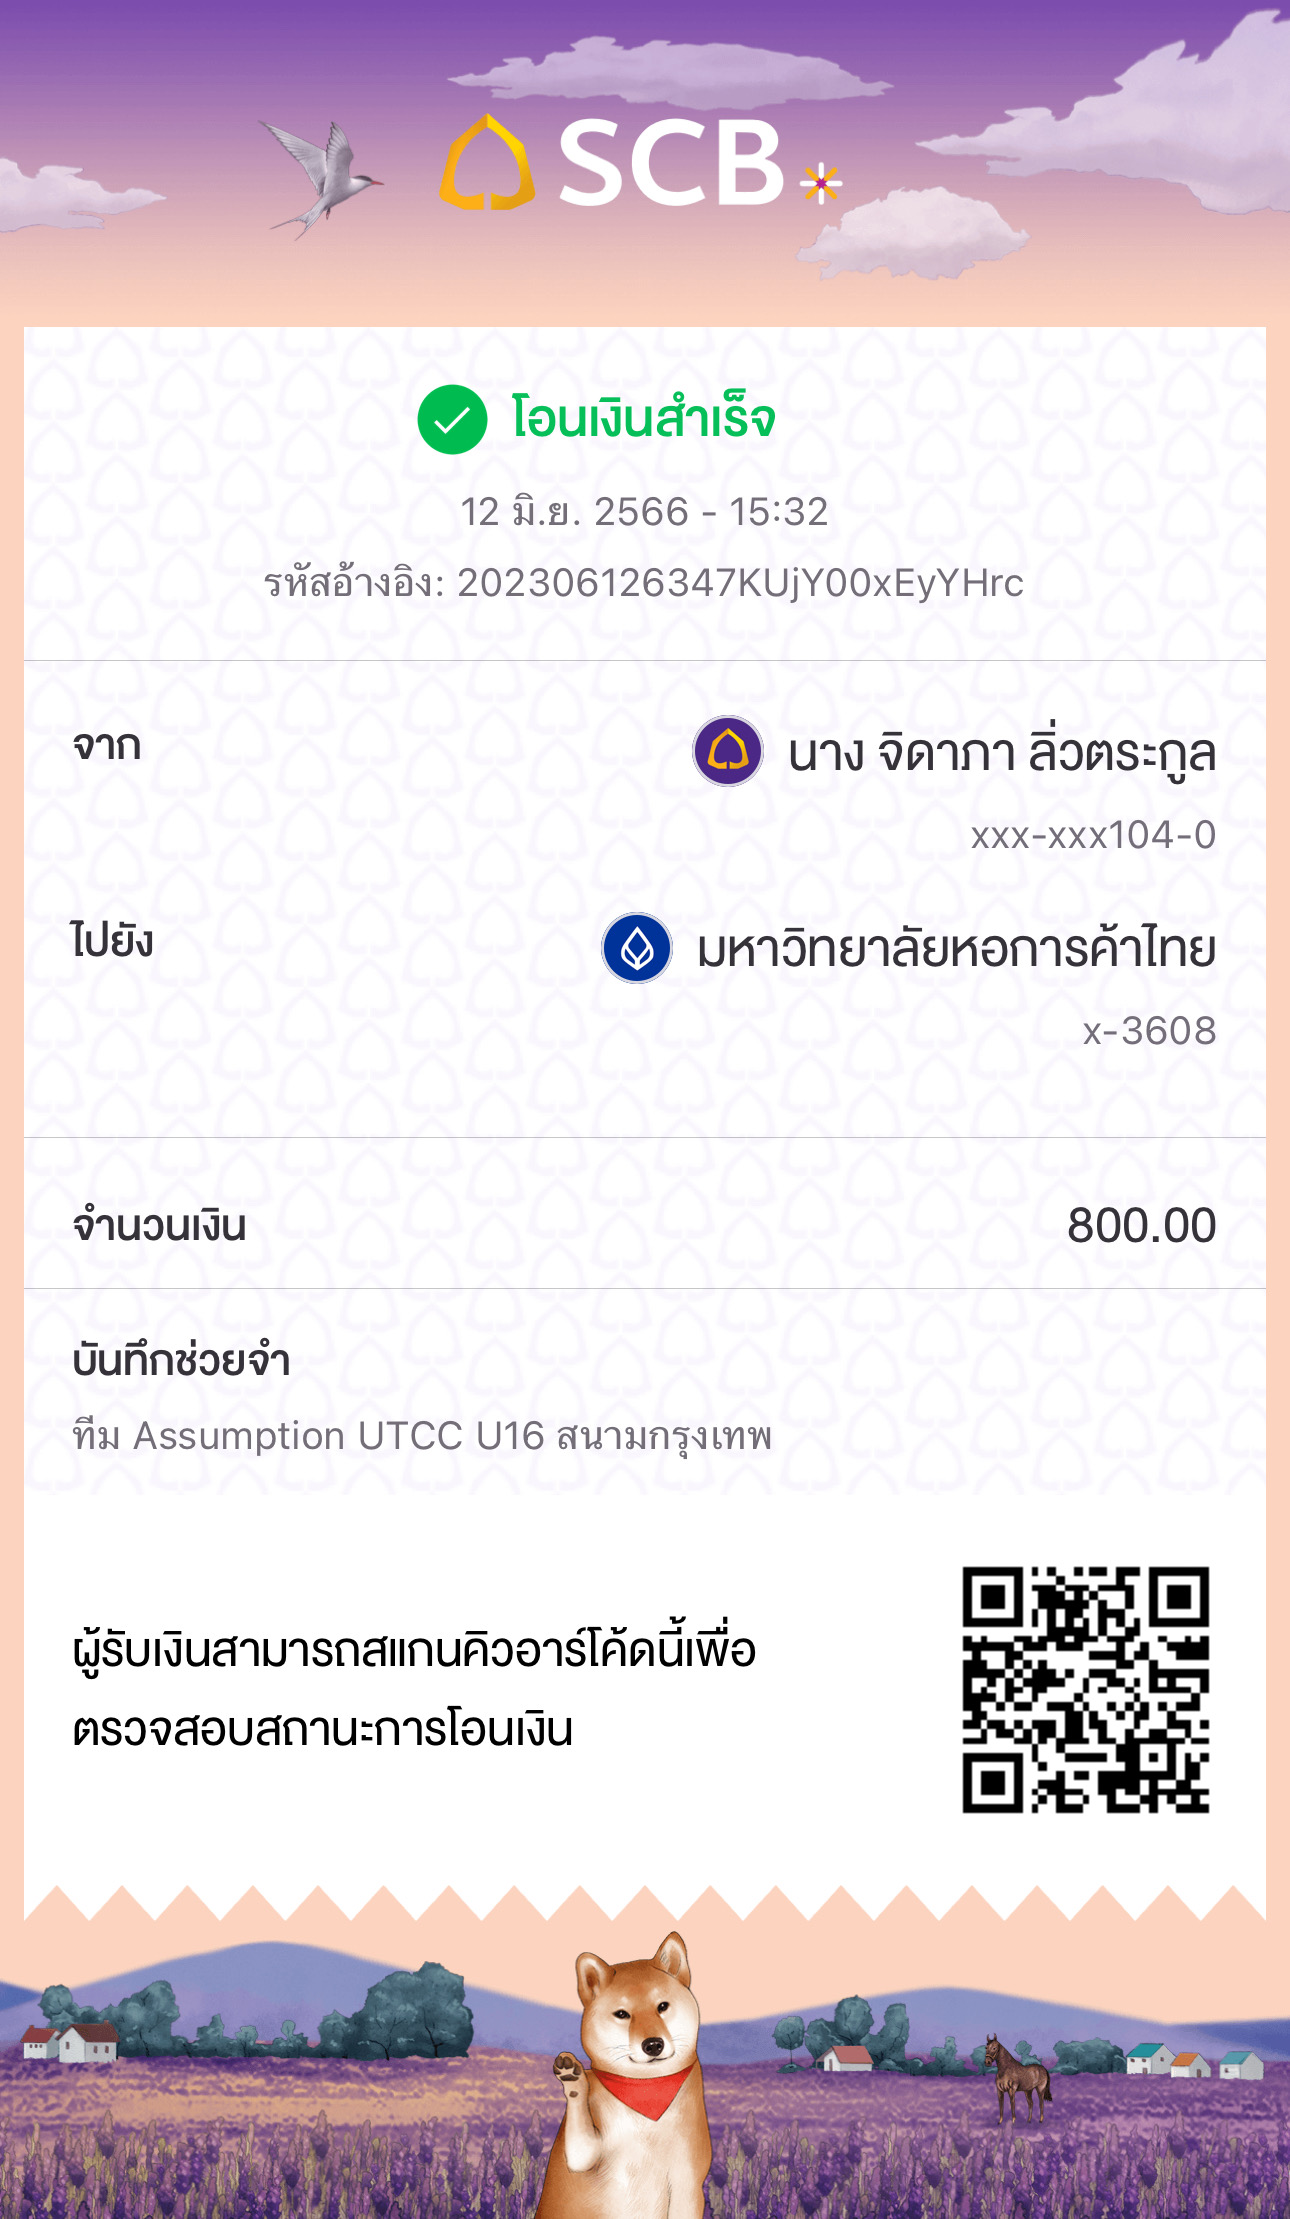 SCB
โอนเงินสำเร็จ
12 มิ.ย. 2566 - 15:32
รหัสอ้างอิง: 202306126347KUjY00xEyYHrc
จาก
นาง จิดาภา ลิ่วตระกูล
xxx-xxx104-0
ไปยัง
มหาวิทยาลัยหอการค้าไทย
x-3608
จำนวนเงิน
800.00
บันทึกช่วยจำ
ทีม Assumption UTCC U16 สนามกรุงเทพ
ผู้รับเงินสามารถสแกนคิวอาร์โค้ดนี้เพื่อ
ตรวจสอบสถานะการโอนเงิน